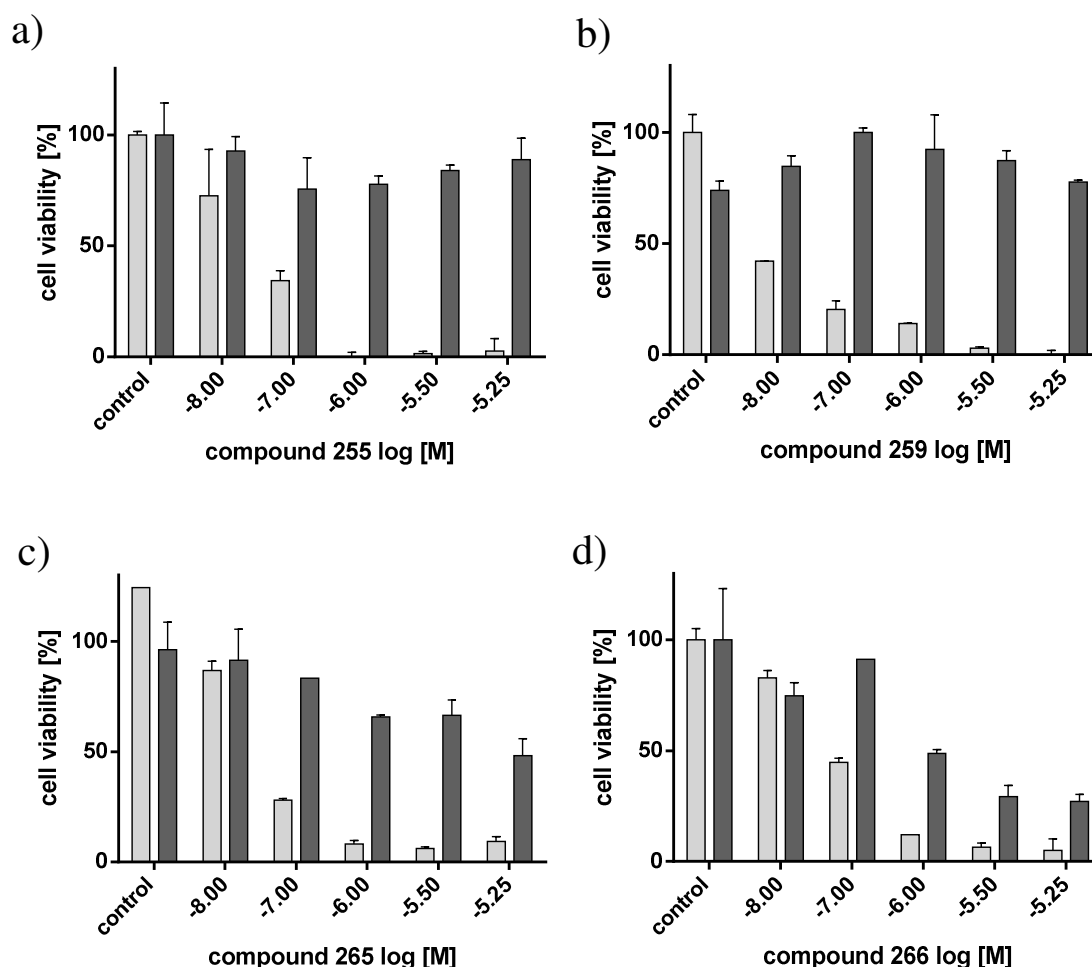 a)
cell viability [%]
100
50
0
control
-8.00
-7.00
-6.00
-5.50
-5.25
compound 255 log [M]
b)
cell viability [%]
100
50
0
control
-8.00
-7.00
-6.00
-5.50
-5.25
compound 259 log [M]
c)
cell viability [%]
100
50
0
control
-8.00
-7.00
-6.00
-5.50
-5.25
compound 265 log [M]
d)
cell viability [%]
100
50
0
control
-8.00
-7.00
-6.00
-5.50
-5.25
compound 266 log [M]